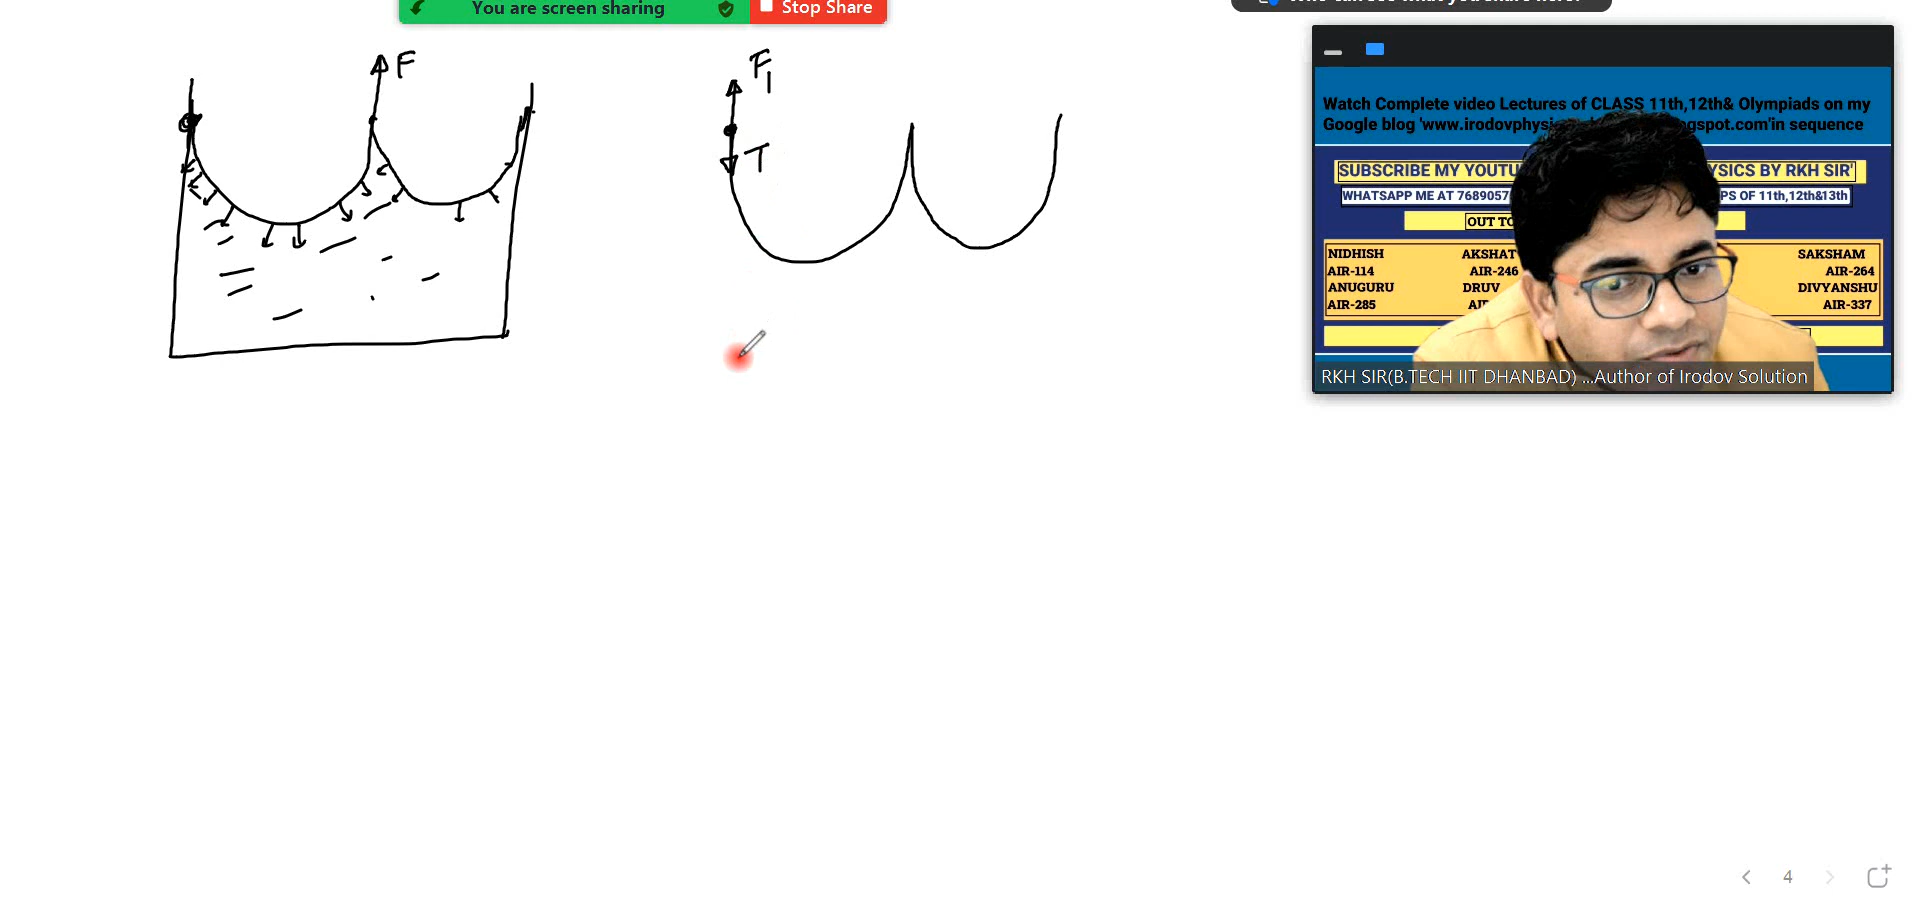 You are screen sharing
Stop Share
F
F1
T
Watch Complete video Lectures of CLASS 11th,12th& Olympiads on my
Google blog 'www.irodovphysi gspot.com'in sequence
SUBSCRIBE MY YOUTU YSICS BY RKH SIR'
WHATSAPP ME AT 7689057 PS OF 11th,12th&13th
OUT TO
NIDHISH AKSHAT SAKSHAM
AIR-114 AIR-246 AIR-264
ANUGURU DRUV DIVYANSHU
AIR-285 AIR-337
RKH SIR(B.TECH IIT DHANBAD) ...Author of Irodov Solution
4